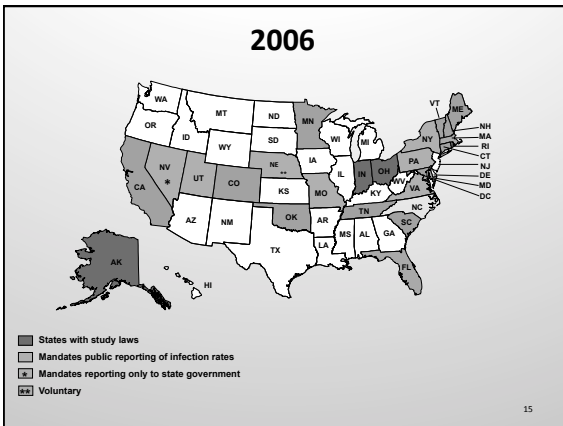 2006
WA
MT
ND
MN
VT
ME
OR
ID
WY
SD
WI
MI
NY
NH
MA
RI
CT
NJ
DE
MD
DC
NV
*
UT
CO
NE
**
IA
IL
IN
OH
PA
CA
KS
MO
KY
WV
VA
AZ
NM
OK
AR
TN
NC
SC
TX
LA
MS
AL
GA
FL
AK
HI
States with study laws
Mandates public reporting of infection rates
* Mandates reporting only to state government
** Voluntary
15